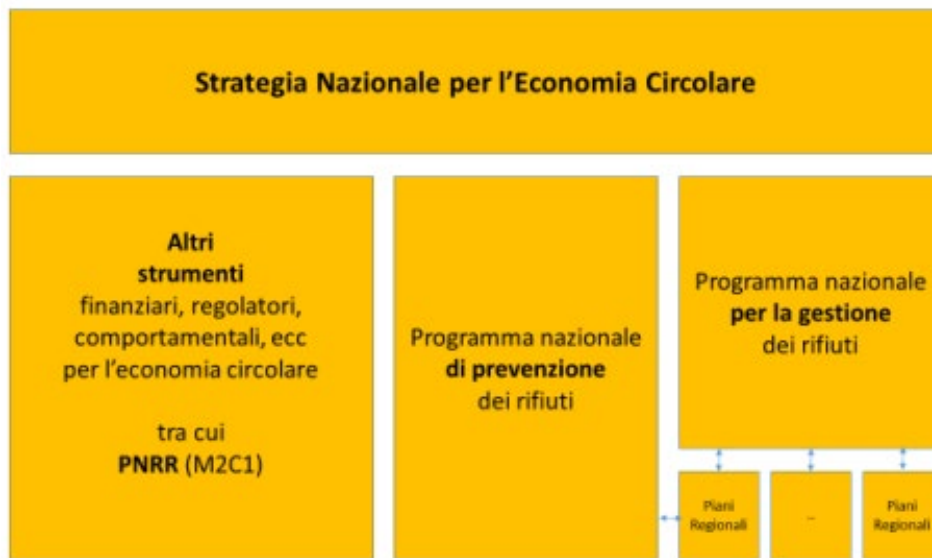 Strategia Nazionale per l'Economia Circolare
Altri
strumenti
finanziari, regolatori,
comportamentali, ecc
per l'economia circolare
tra cui
PNRR (M2C1)
Programma nazionale
di prevenzione
dei rifiuti
Programma nazionale
per la gestione
dei rifiuti
Piani
Regionali
...
Piani
Regionali